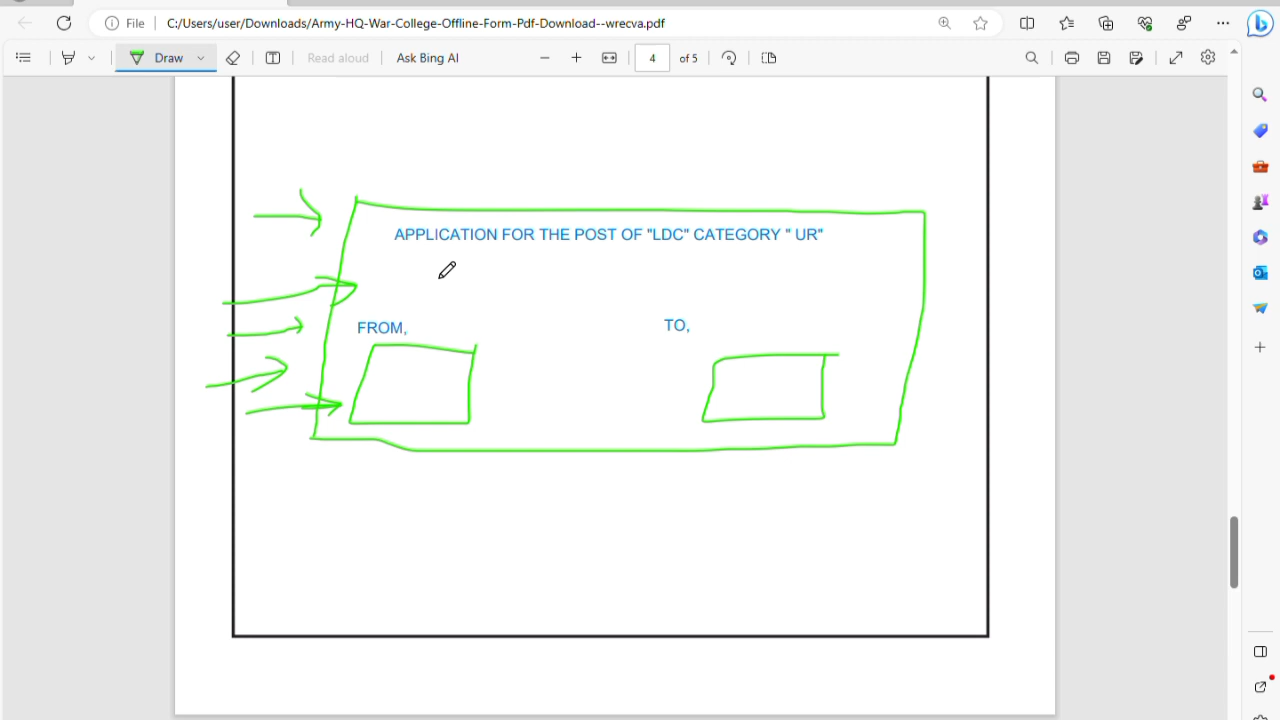 File
C:/Users/user/Downloads/Army-HQ-War-College-Offline-Form-Pdf-Download--wrecva.pdf
Draw
Read aloud
Ask Bing AI
4
of 5
APPLICATION FOR THE POST OF "LDC" CATEGORY " UR"
FROM,
TO,